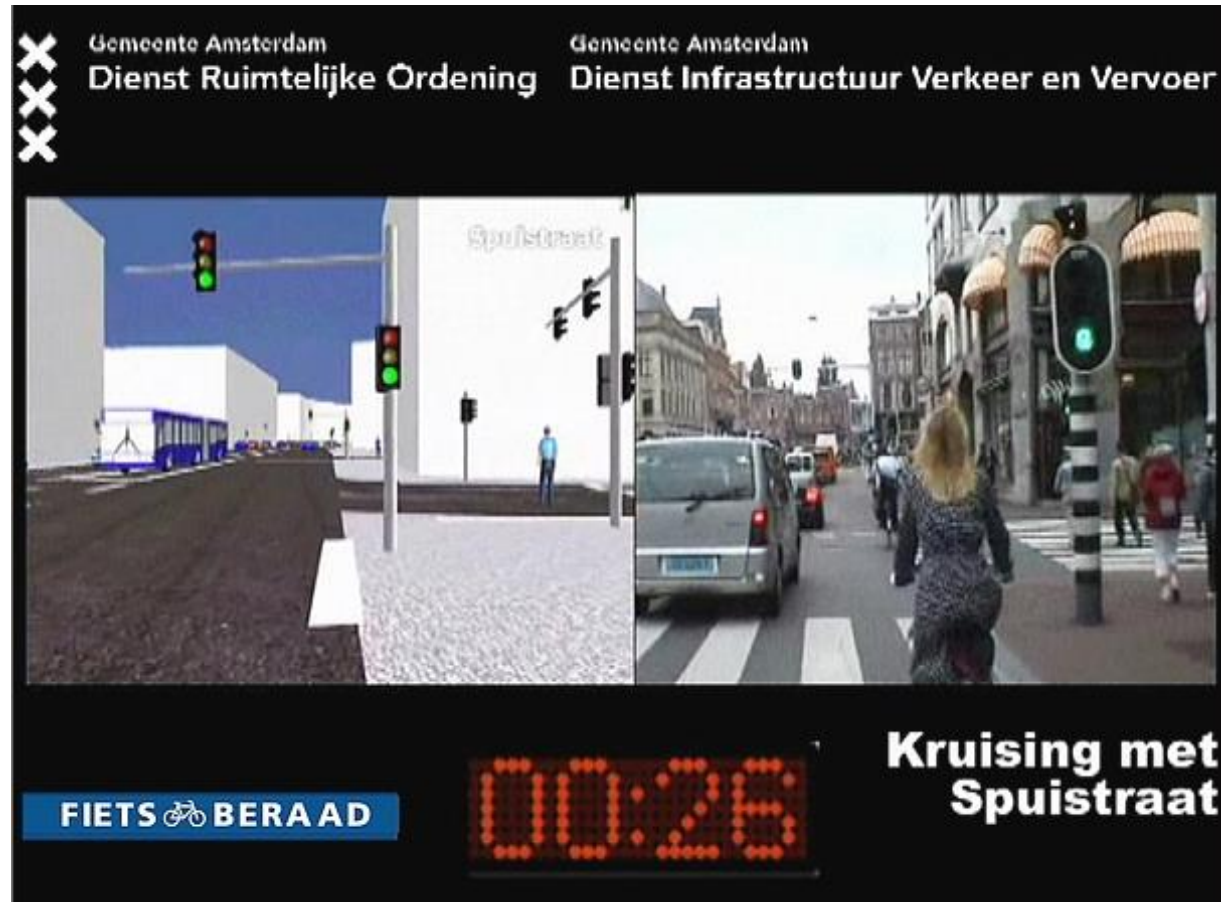 Gemeente Amsterdam
Dienst Ruimtelijke Ordening
Gemeente Amsterdam
Dienst Infrastructuur Verkeer en Vervoer
Spuistraat
FIETS BERAAD
00:26
Kruising met
Spuistraat